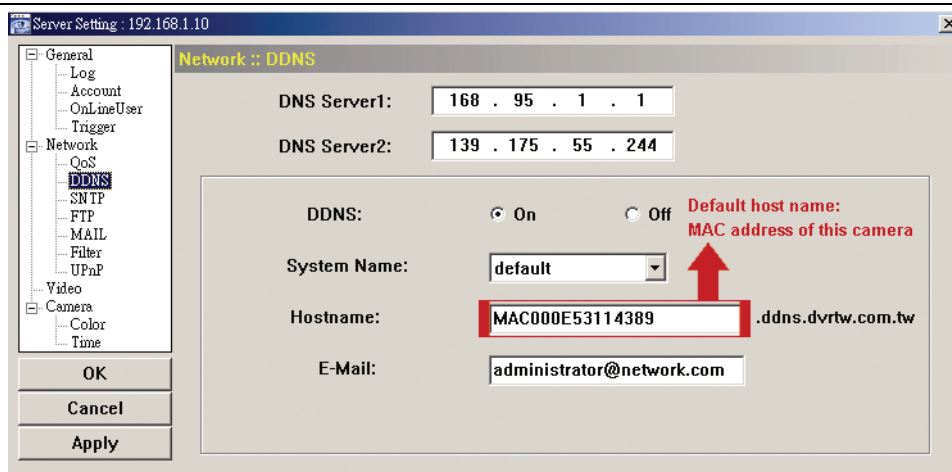 Server Setting : 192.168.1.10
General
Log
Account
OnLineUser
Trigger
Network
QoS
DDNS
SNTP
FTP
MAIL
Filter
UPnP
Video
Camera
Color
Time
OK
Cancel
Apply
Network :: DDNS
DNS Server1: 168 . 95 . 1 . 1
DNS Server2: 139 . 175 . 55 . 244
DDNS: On Off
Default host name:
MAC address of this camera
System Name: default
Hostname: MAC000E53114389 .ddns.dvrtw.com.tw
E-Mail: administrator@network.com